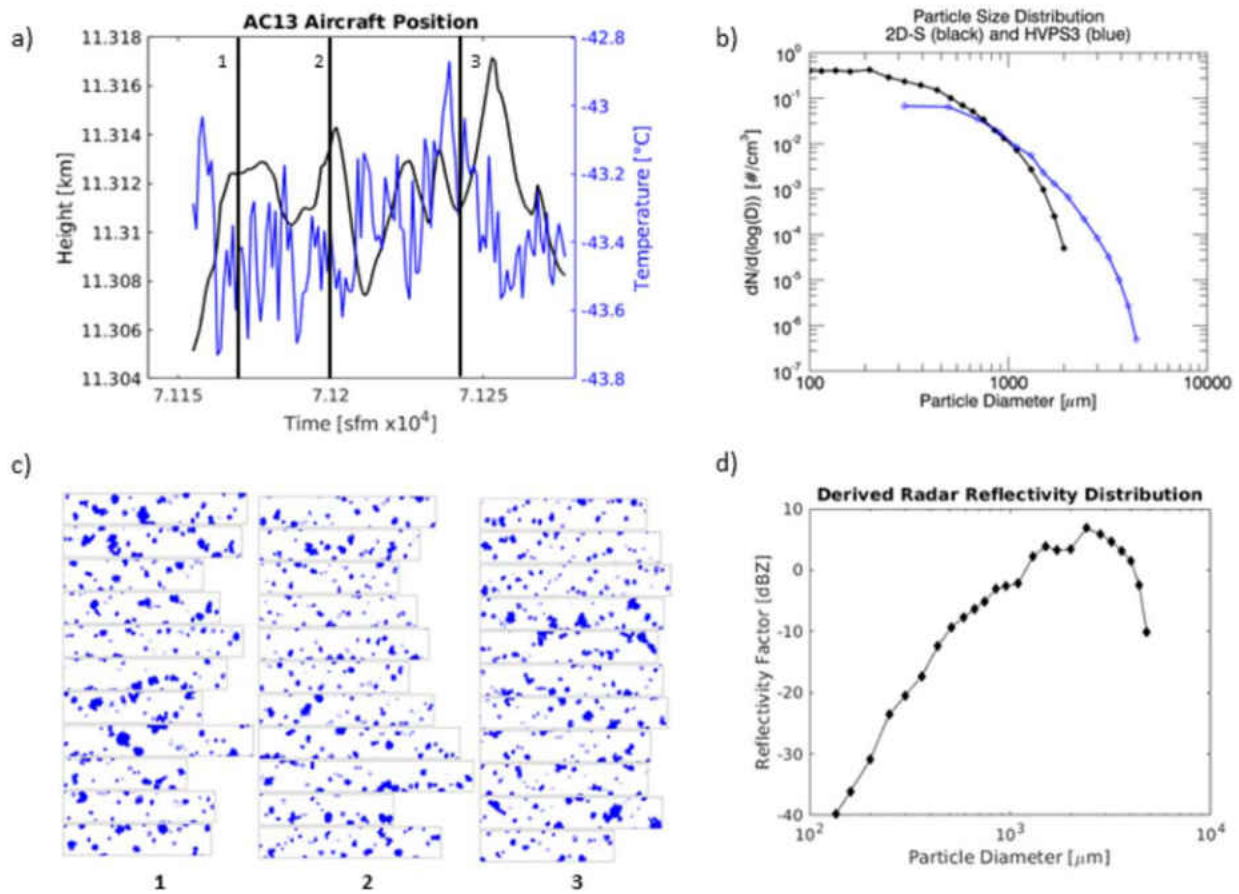 a)
AC13 Aircraft Position
11.318
11.316
11.314
11.312
11.31
11.308
11.306
11.304
Height [km]
1
2
3
-42.8
-43
-43.2
-43.4
-43.6
-43.8
Temperature [°C]
7.115
7.12
7.125
Time [sfm x10⁴]
b)
Particle Size Distribution
2D-S (black) and HVPS3 (blue)
10⁰
10⁻¹
10⁻²
10⁻³
10⁻⁴
10⁻⁵
10⁻⁶
10⁻⁷
dN/d(log(D)) [#/cm³]
100
1000
10000
Particle Diameter [μm]
c)
1
2
3
d)
Derived Radar Reflectivity Distribution
10
0
-10
-20
-30
-40
Reflectivity Factor [dBZ]
10²
10³
10⁴
Particle Diameter [μm]